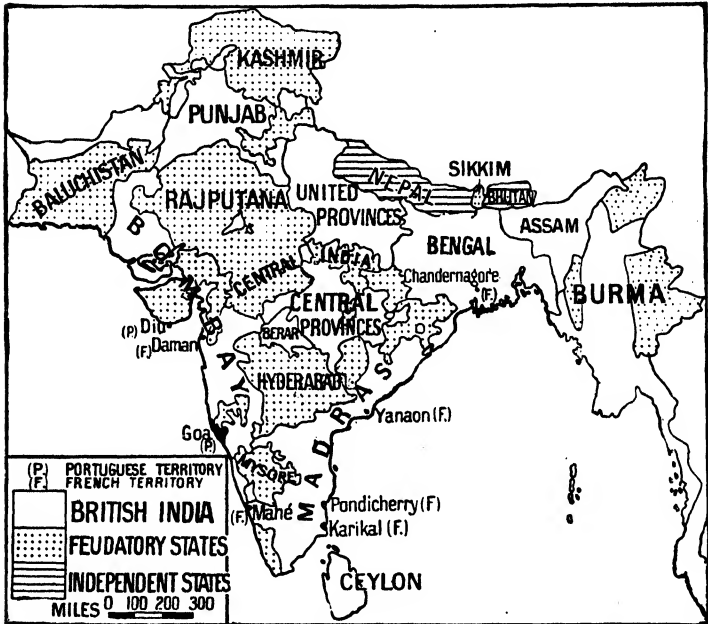 KASHMIR
PUNJAB
BALUCHISTAN
RAJPUTANA
UNITED
PROVINCES
NEPAL
SIKKIM
BHUTAN
ASSAM
BENGAL
Chandernagore
(F.)
BURMA
CENTRAL
INDIA
CENTRAL
PROVINCES
BERAR
BOMBAY
(P.) Diu
(F.) Daman
HYDERABAD
Yanaon (F.)
Goa
(P.)
MYSORE
MADRAS
(F.) Mahé
Pondicherry (F)
Karikal (F.)
CEYLON
(P.) PORTUGUESE TERRITORY
(F.) FRENCH TERRITORY
BRITISH INDIA
FEUDATORY STATES
INDEPENDENT STATES
MILES 0 100 200 300